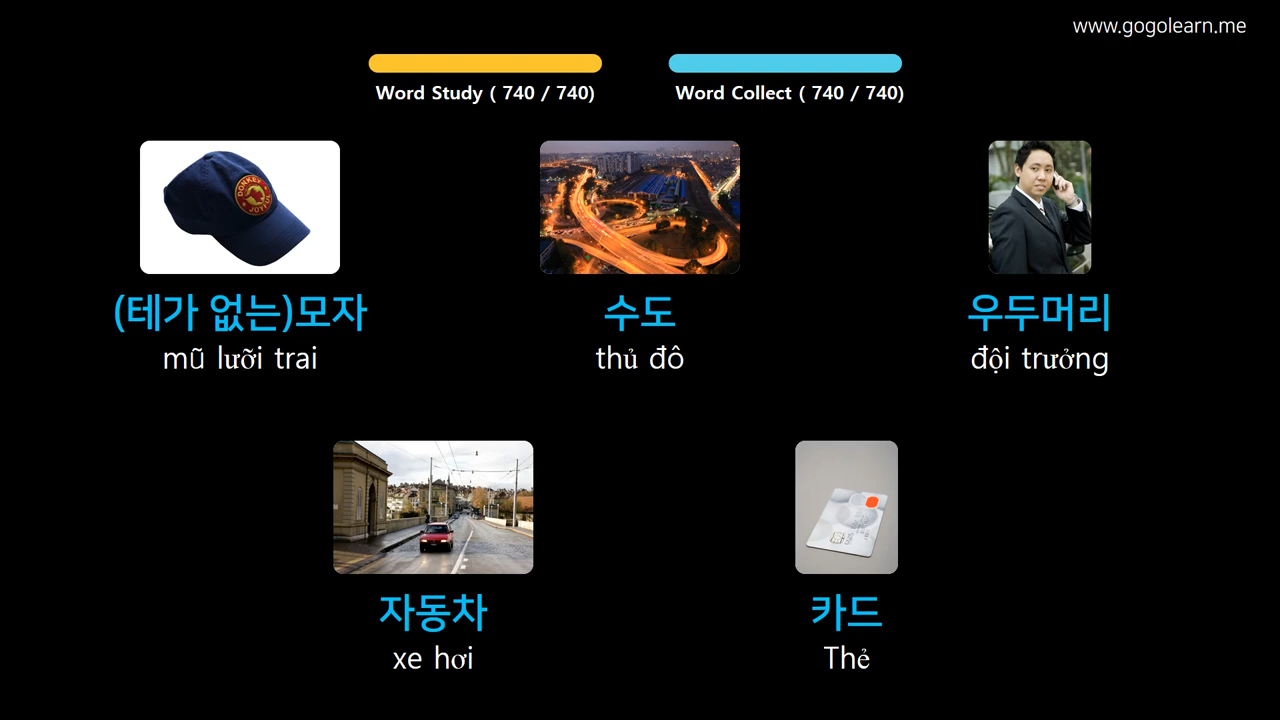 www.gogolearn.me
Word Study ( 740 / 740)
Word Collect ( 740 / 740)
DONKEY
JOYFUL
(테가 없는)모자
수도
우두머리
mũ lưỡi trai
thủ đô
đội trưởng
자동차
카드
xe hơi
Thẻ